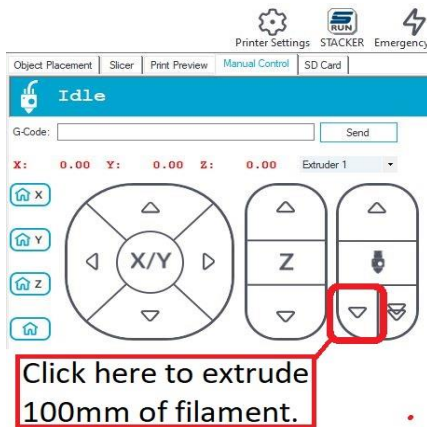 Printer Settings STACKER Emergency
RUN
Object Placement Slicer Print Preview Manual Control SD Card
Idle
G-Code: Send
X: 0.00 Y: 0.00 Z: 0.00 Extruder 1
X
Y
Z
X/Y
Z
Click here to extrude
100mm of filament.